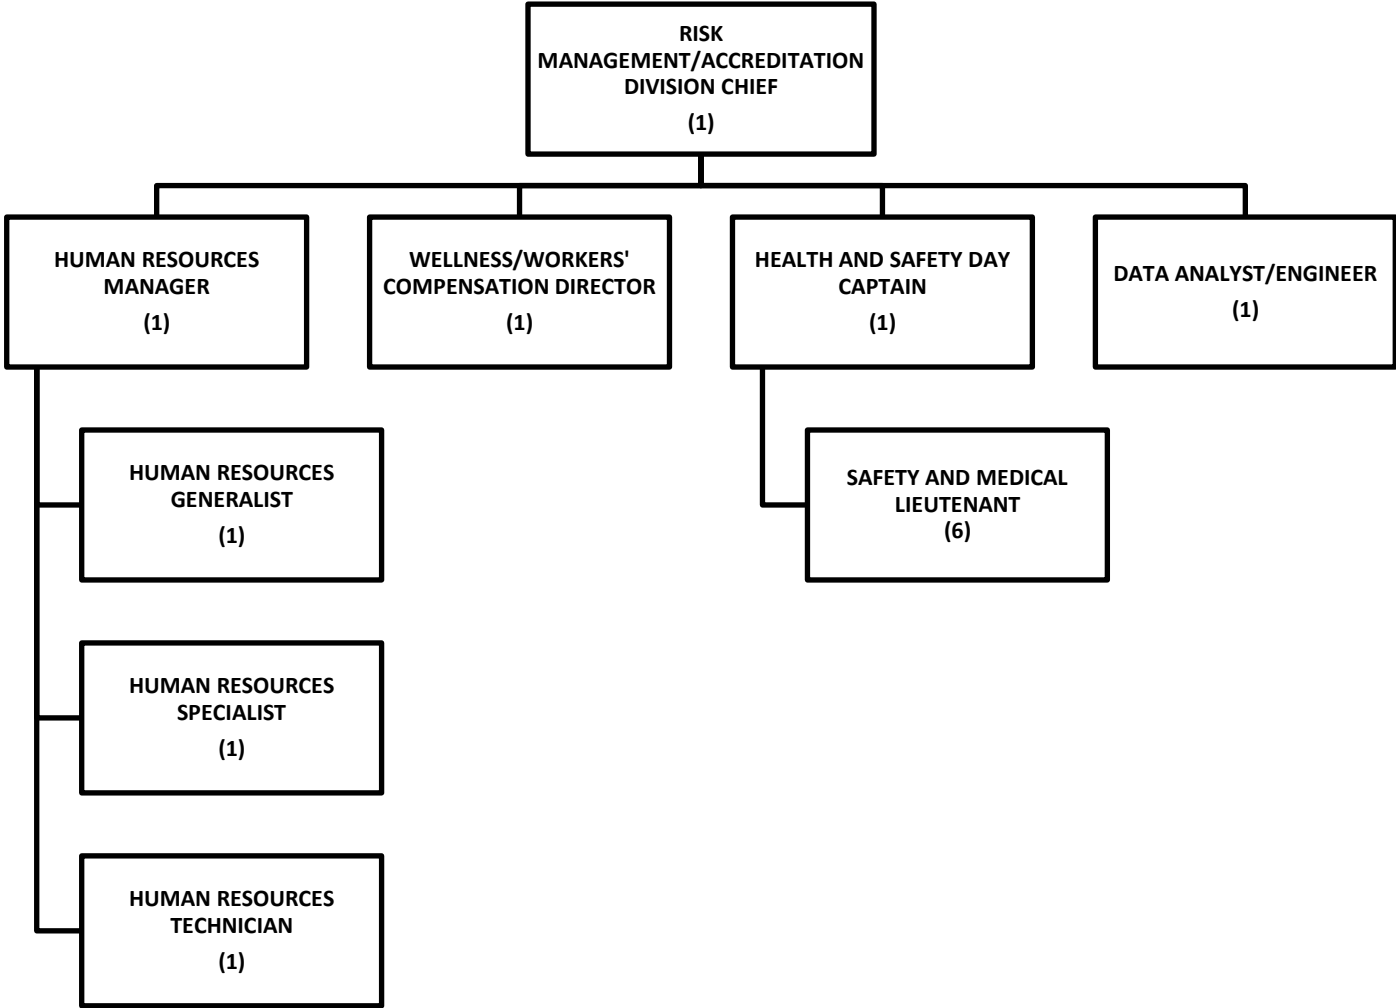 RISK
MANAGEMENT/ACCREDITATION
DIVISION CHIEF
(1)
HUMAN RESOURCES
MANAGER
(1)
WELLNESS/WORKERS'
COMPENSATION DIRECTOR
(1)
HEALTH AND SAFETY DAY
CAPTAIN
(1)
DATA ANALYST/ENGINEER
(1)
HUMAN RESOURCES
GENERALIST
(1)
SAFETY AND MEDICAL
LIEUTENANT
(6)
HUMAN RESOURCES
SPECIALIST
(1)
HUMAN RESOURCES
TECHNICIAN
(1)